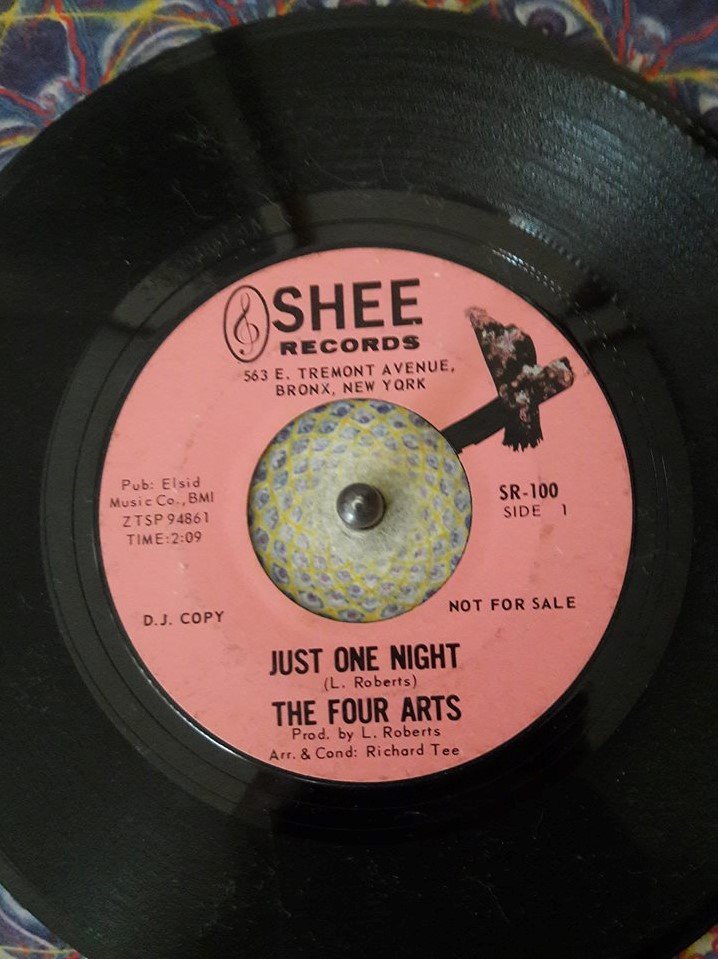 SHEE
RECORDS
563 E. TREMONT AVENUE,
BRONX, NEW YORK
Pub: Elsid
Music Co., BMI
ZTSP 94861
TIME:2:09
SR-100
SIDE 1
D.J. COPY
NOT FOR SALE
JUST ONE NIGHT
(L. Roberts)
THE FOUR ARTS
Prod. by L. Roberts
Arr. & Cond: Richard Tee